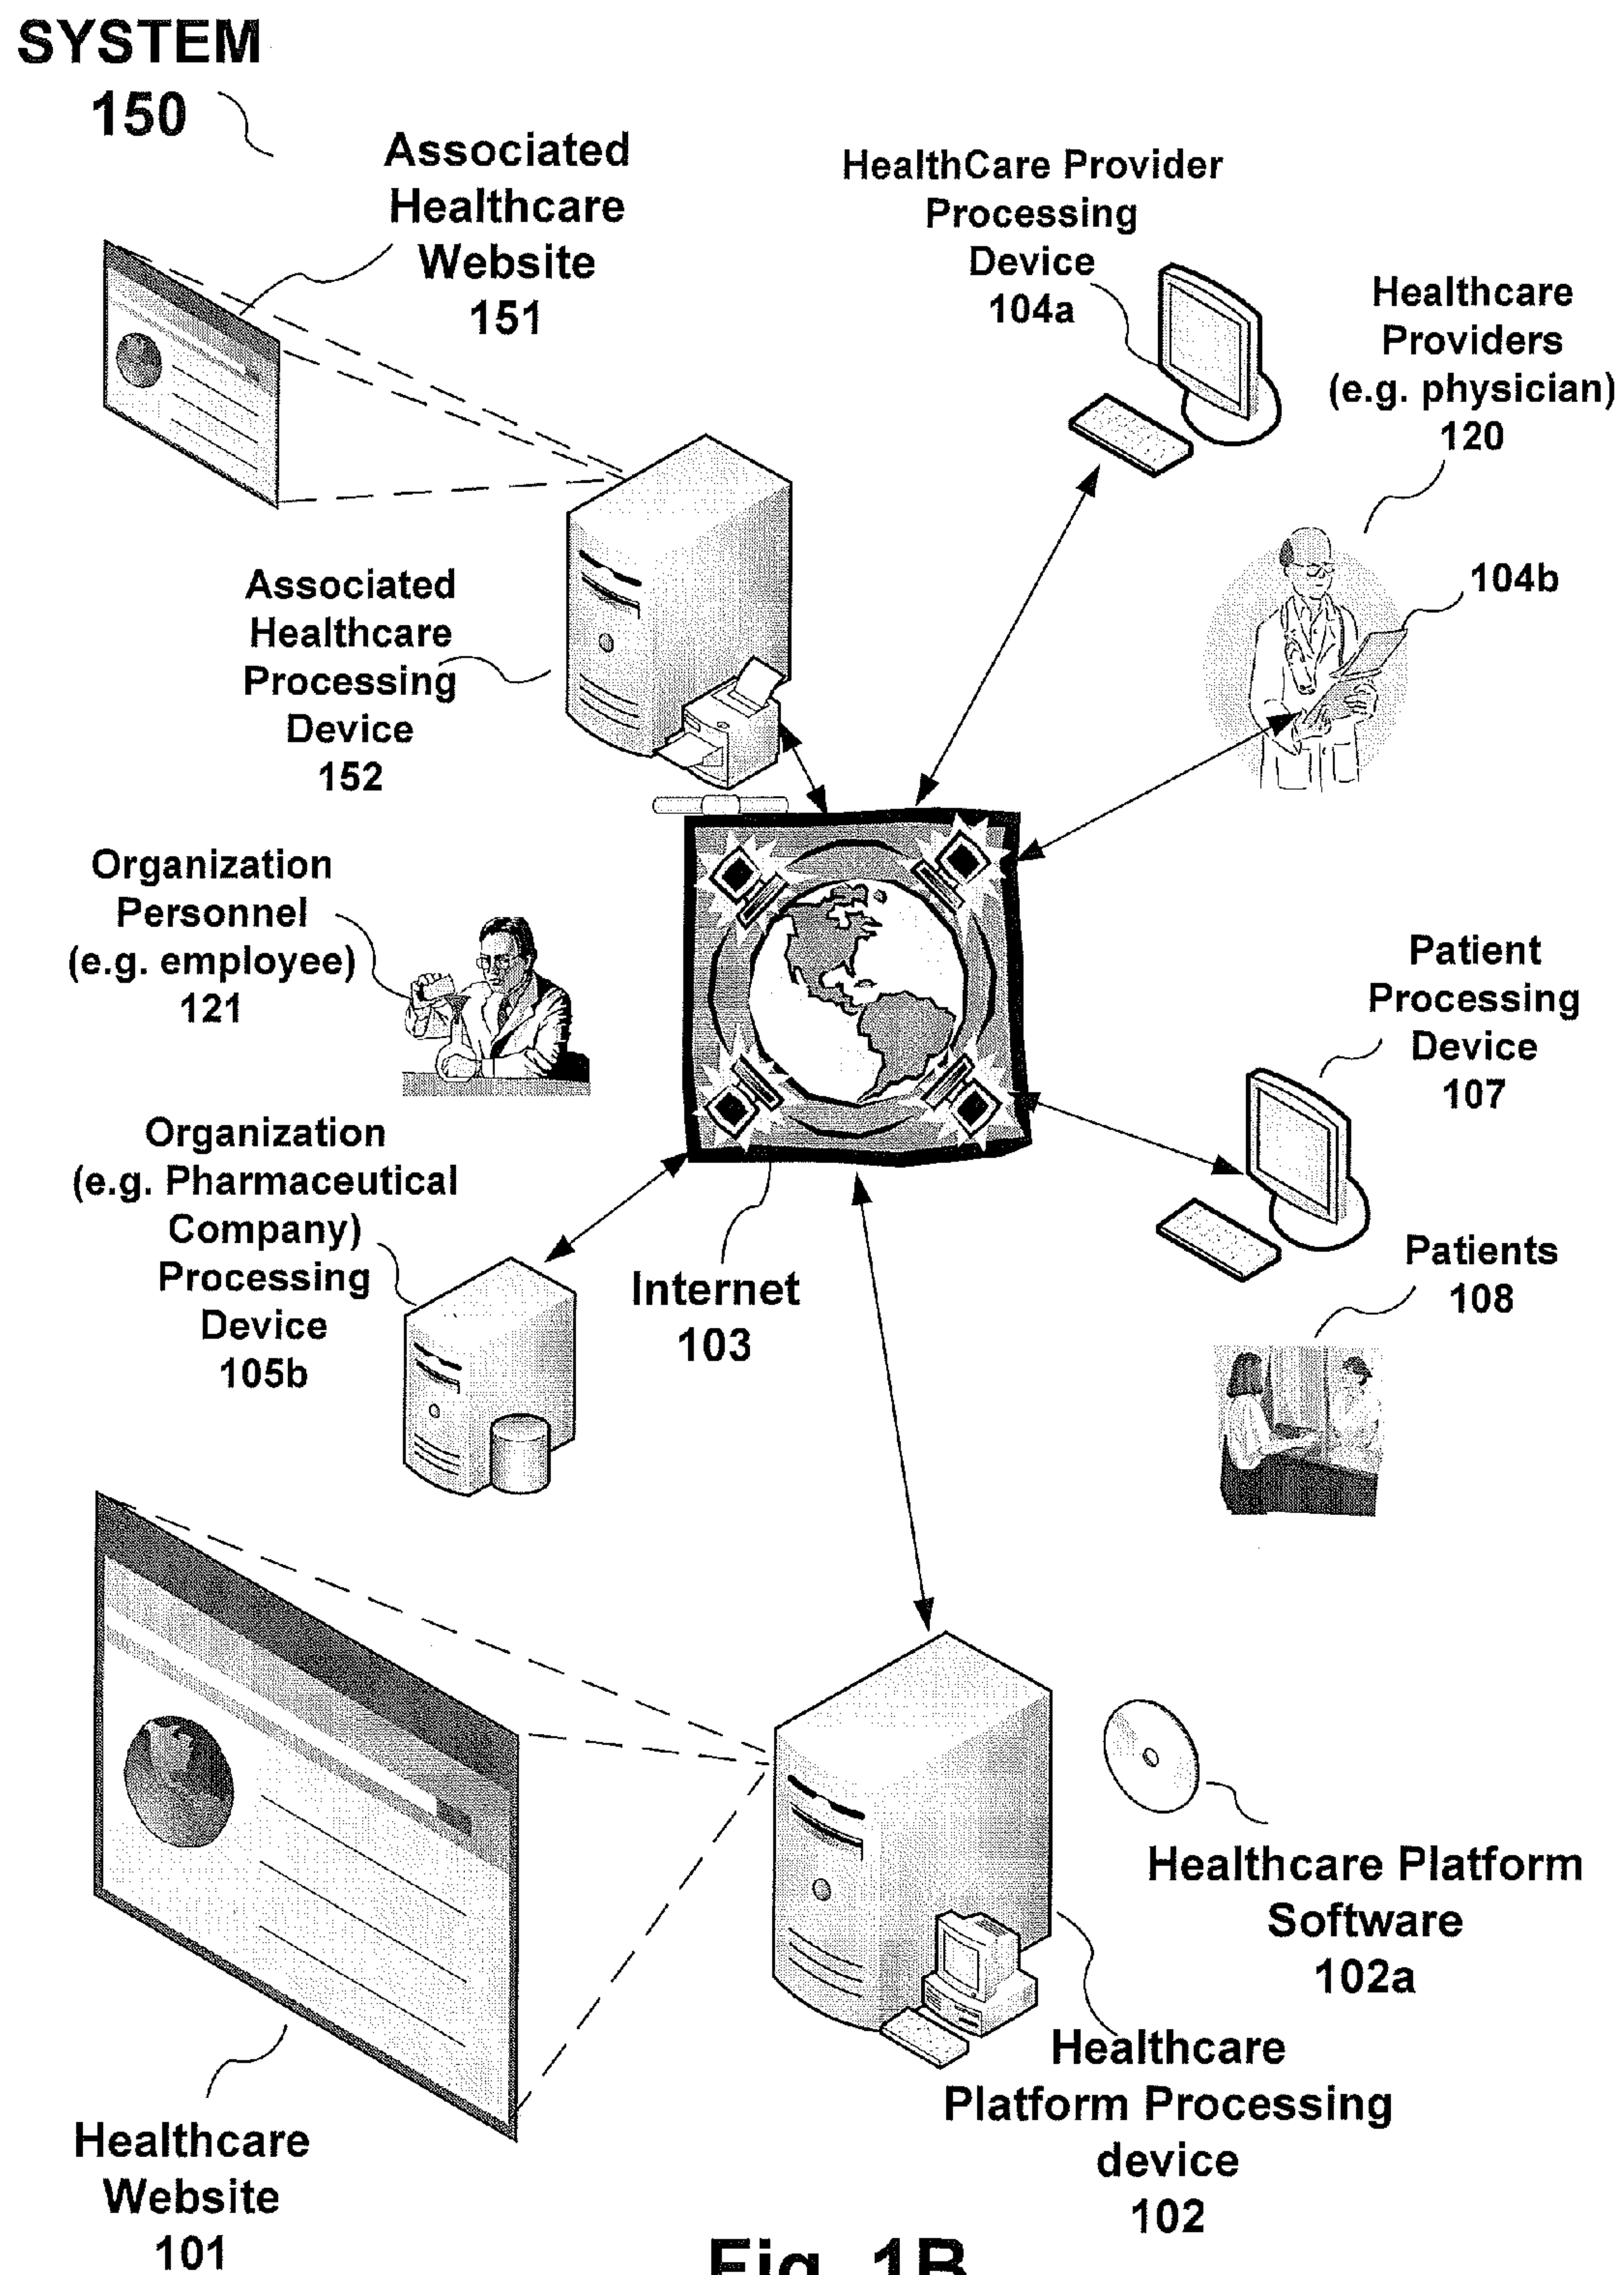 SYSTEM
150
Associated
Healthcare
Website
151
HealthCare Provider
Processing
Device
104a
Healthcare
Providers
(e.g. physician)
120
104b
Associated
Healthcare
Processing
Device
152
Organization
Personnel
(e.g. employee)
121
Patient
Processing
Device
107
Organization
(e.g. Pharmaceutical
Company)
Processing
Device
105b
Internet
103
Patients
108
Healthcare Platform
Software
102a
Healthcare
Platform Processing
device
102
Healthcare
Website
101
Fig. 1B